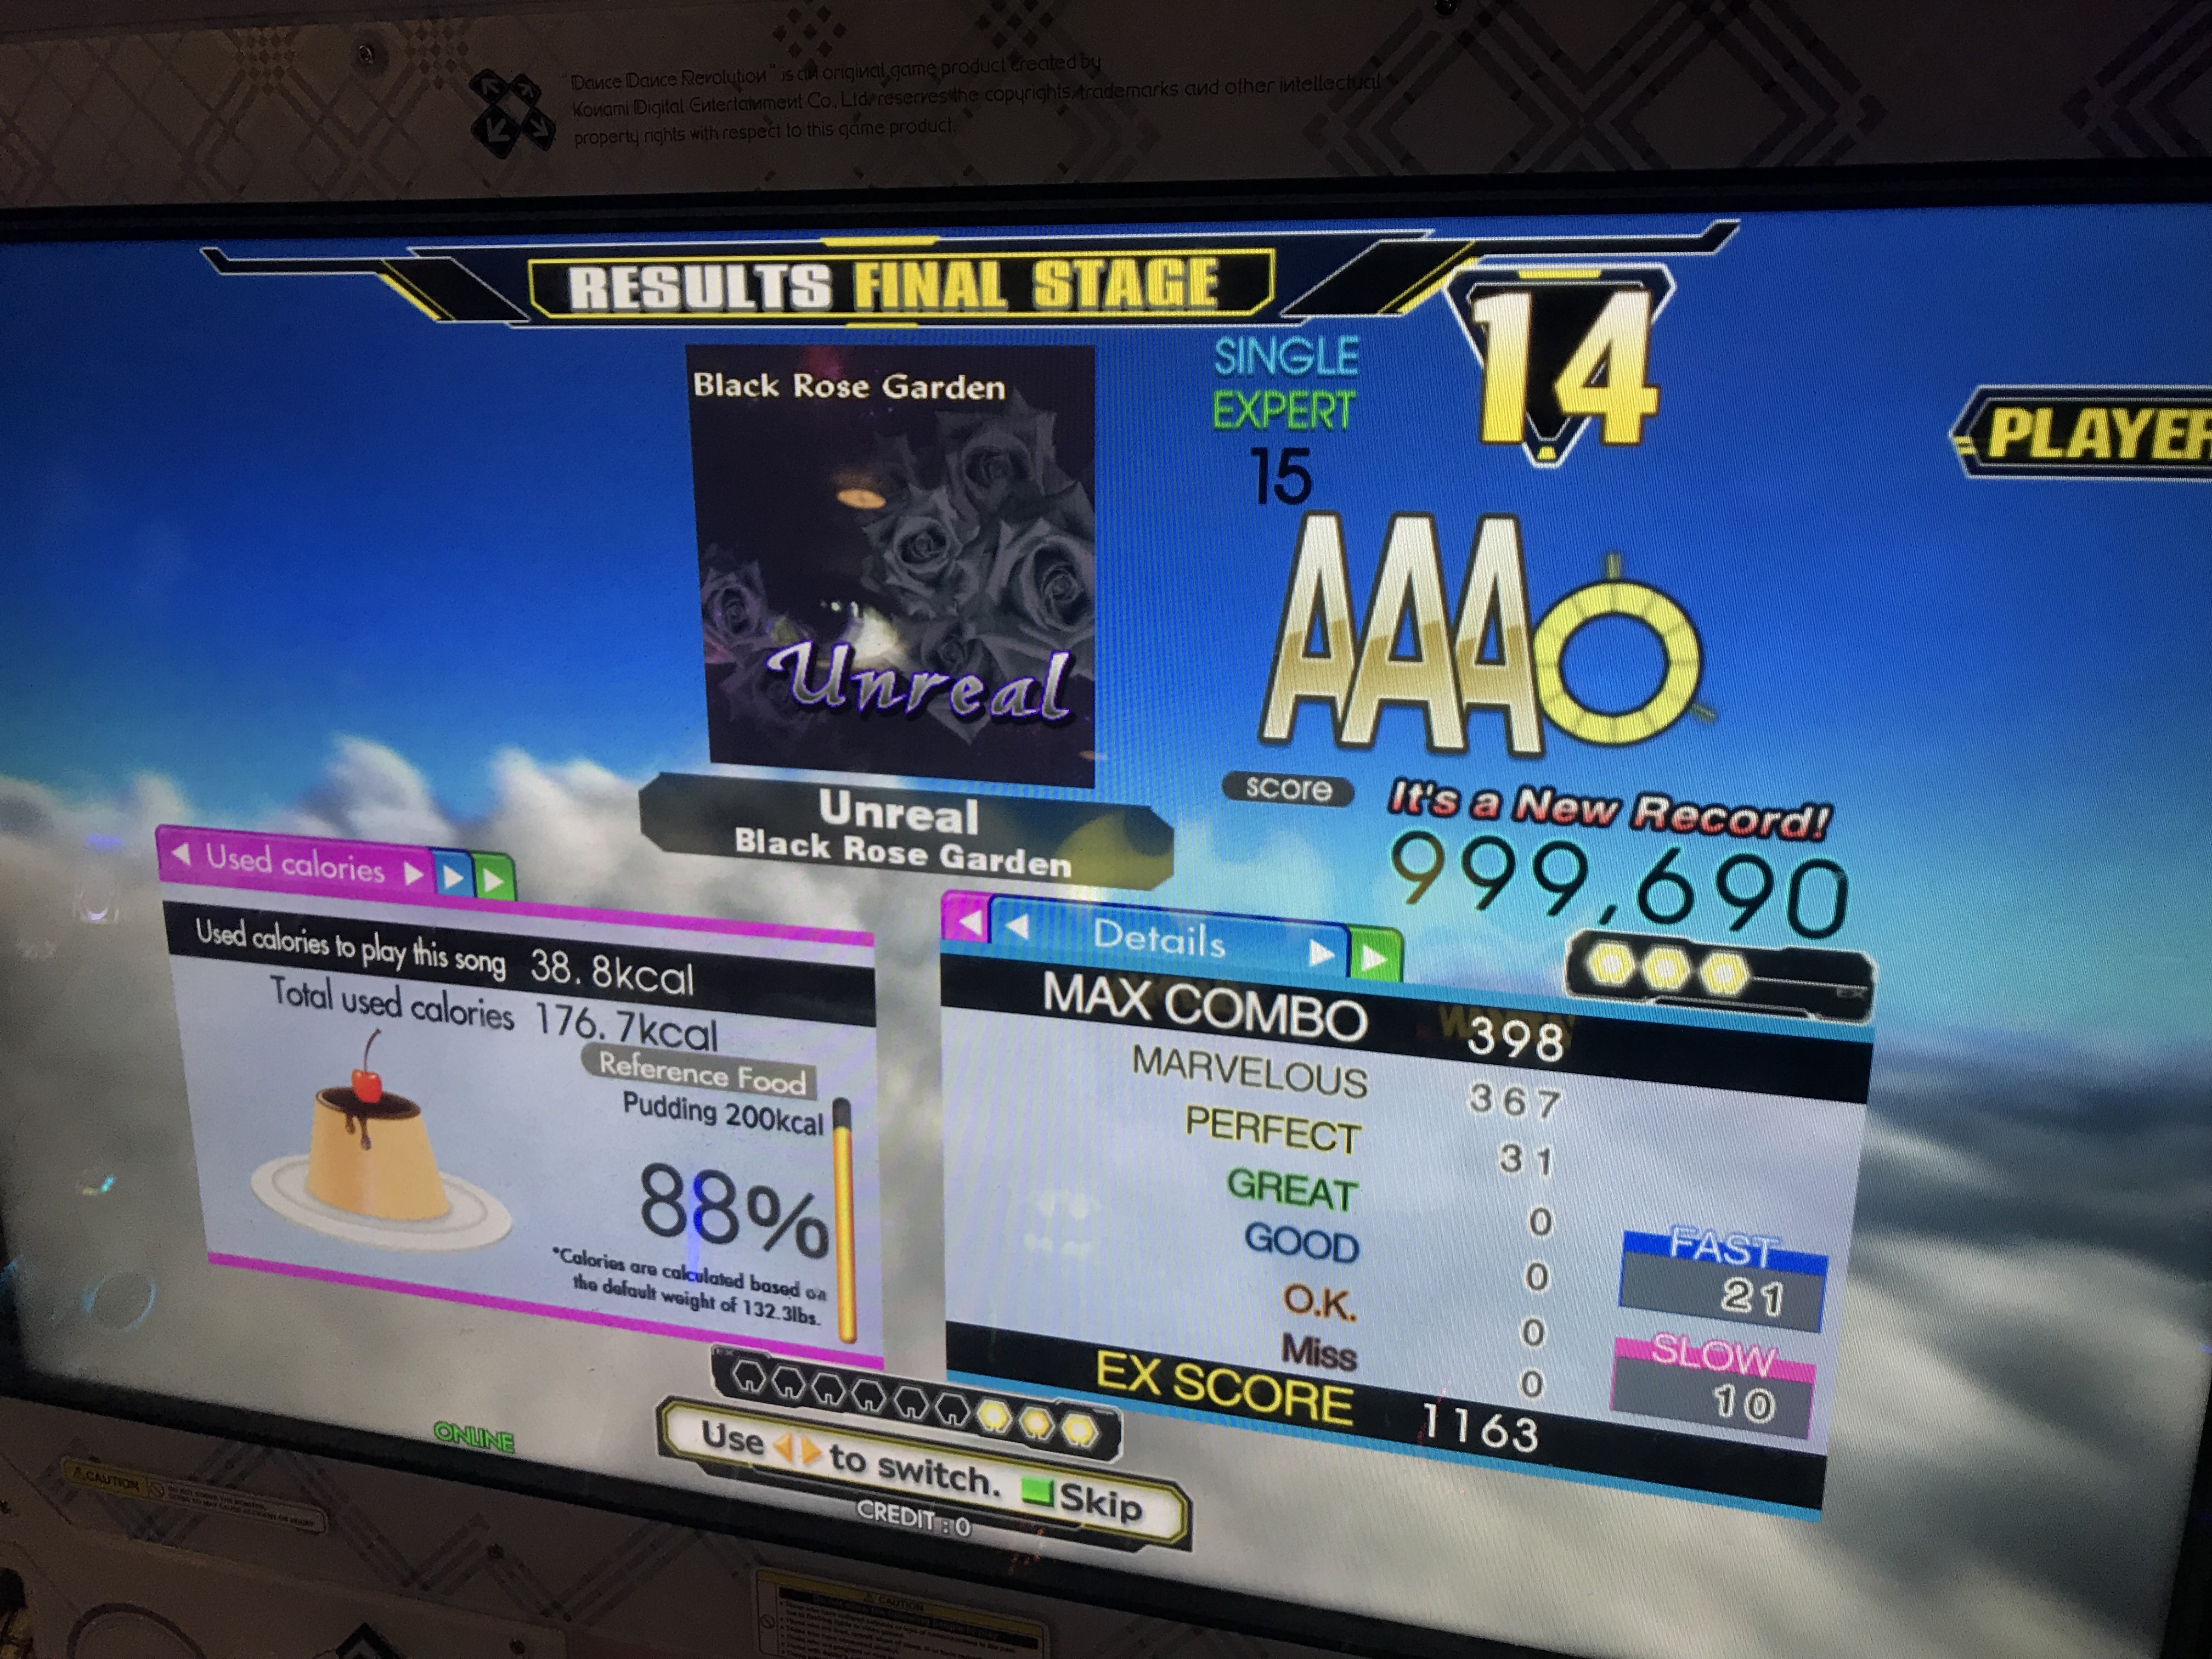 "Dance Dance Revolution" is an original game product created by
Konami Digital Entertainment Co., Ltd. reserves the copyrights, trademarks and other intellectual
property rights with respect to this game product.
RESULTS FINAL STAGE
14
SINGLE
EXPERT
15
PLAYER
Black Rose Garden
Unreal
AAA
Unreal
Black Rose Garden
score
It's a New Record!
999,690
Used calories
Used calories to play this song 38.8kcal
Total used calories 176.7kcal
Reference Food
Pudding 200kcal
88%
*Calories are calculated based on
the default weight of 132.3lbs.
Details
EX
MAX COMBO 398
MARVELOUS 367
PERFECT 31
GREAT 0
GOOD 0
O.K. 0
Miss 0
FAST
21
SLOW
10
EX SCORE 1163
EX
Use to switch. Skip
ONLINE
CREDIT : 0
CAUTION
CAUTION